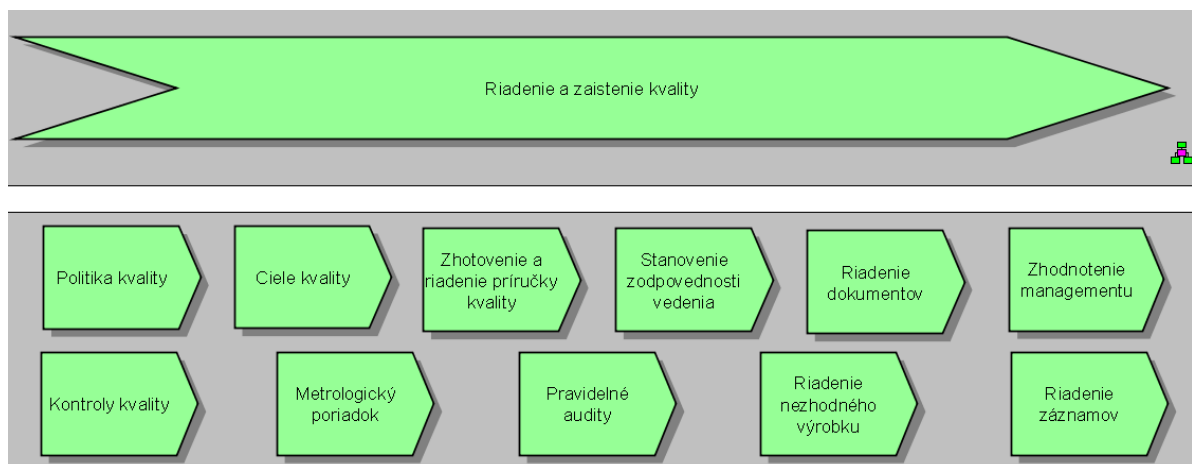 Riadenie a zaistenie kvality
Politika kvality
Ciele kvality
Zhotovenie a
riadenie príručky
kvality
Stanovenie
zodpovednosti
vedenia
Riadenie
dokumentov
Zhodnotenie
managementu
Kontroly kvality
Metrologický
poriadok
Pravidelné
audity
Riadenie
nezhodného
výrobku
Riadenie
záznamov